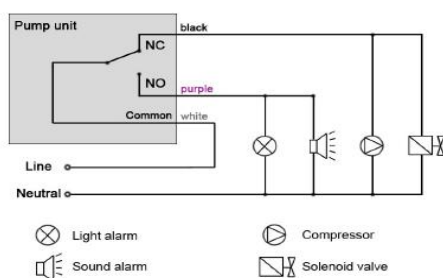 Pump unit
black
NC
NO
purple
Common
white
Line
Neutral
Light alarm
Compressor
Sound alarm
Solenoid valve